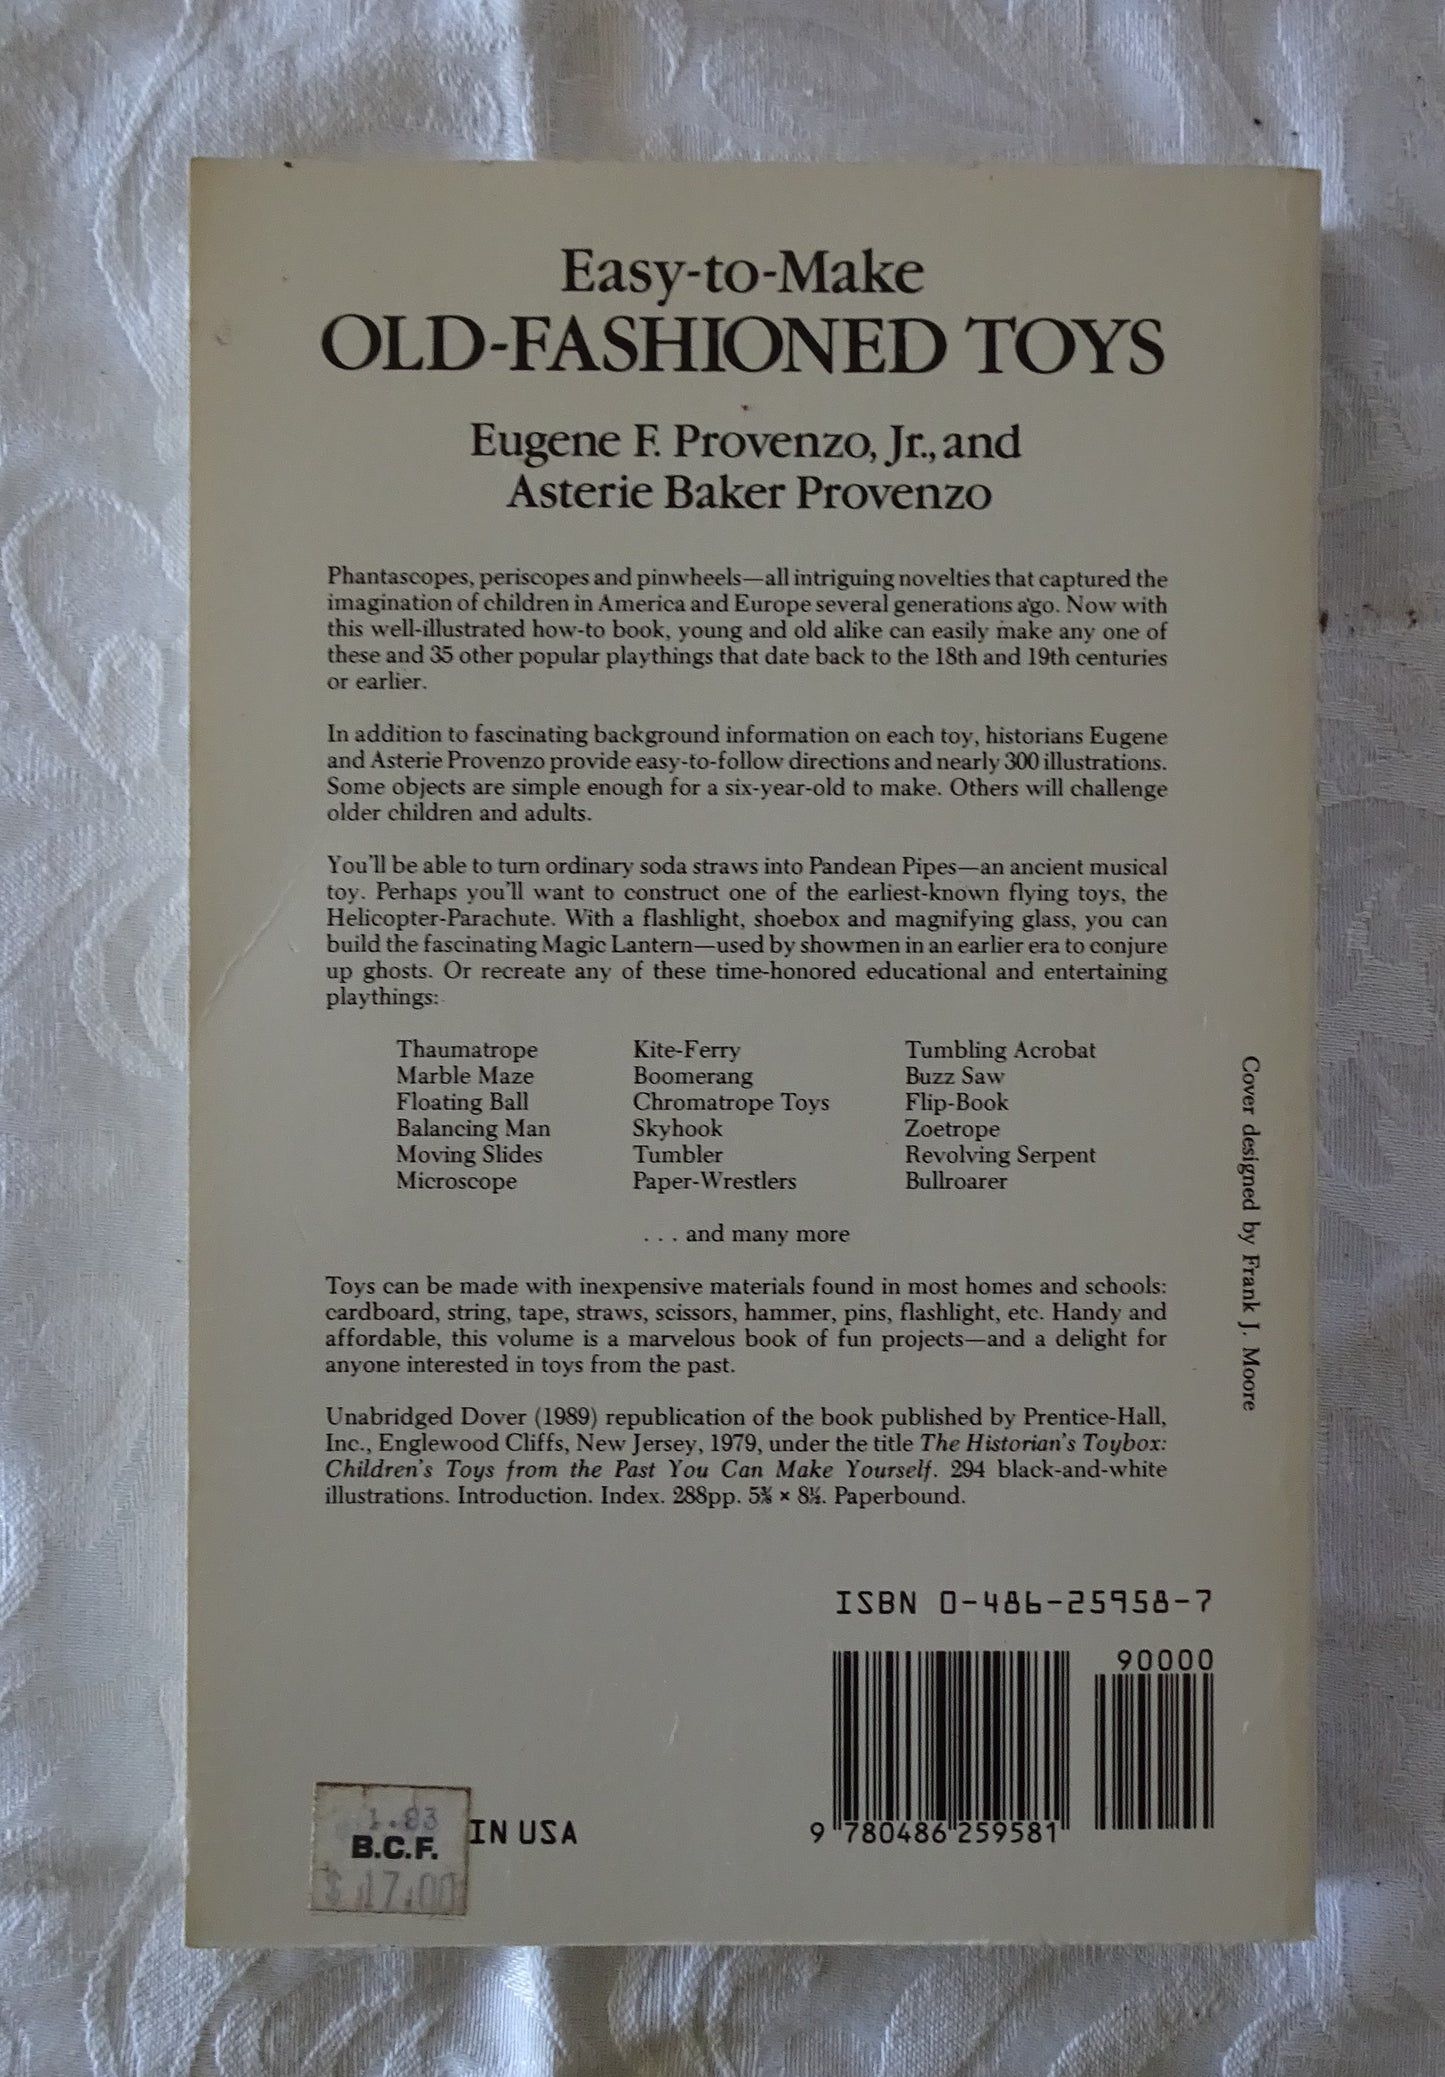 Easy-to-Make
OLD-FASHIONED TOYS
Eugene F. Provenzo, Jr., and
Asterie Baker Provenzo
Phantascopes, periscopes and pinwheels—all intriguing novelties that captured the
imagination of children in America and Europe several generations ago. Now with
this well-illustrated how-to book, young and old alike can easily make any one of
these and 35 other popular playthings that date back to the 18th and 19th centuries
or earlier.
In addition to fascinating background information on each toy, historians Eugene
and Asterie Provenzo provide easy-to-follow directions and nearly 300 illustrations.
Some objects are simple enough for a six-year-old to make. Others will challenge
older children and adults.
You'll be able to turn ordinary soda straws into Pandean Pipes—an ancient musical
toy. Perhaps you'll want to construct one of the earliest-known flying toys, the
Helicopter-Parachute. With a flashlight, shoebox and magnifying glass, you can
build the fascinating Magic Lantern—used by showmen in an earlier era to conjure
up ghosts. Or recreate any of these time-honored educational and entertaining
playthings:
Thaumatrope
Marble Maze
Floating Ball
Balancing Man
Moving Slides
Microscope
Kite-Ferry
Boomerang
Chromatrope Toys
Skyhook
Tumbler
Paper-Wrestlers
Tumbling Acrobat
Buzz Saw
Flip-Book
Zoetrope
Revolving Serpent
Bullroarer
. . . and many more
Toys can be made with inexpensive materials found in most homes and schools:
cardboard, string, tape, straws, scissors, hammer, pins, flashlight, etc. Handy and
affordable, this volume is a marvelous book of fun projects—and a delight for
anyone interested in toys from the past.
Unabridged Dover (1989) republication of the book published by Prentice-Hall,
Inc., Englewood Cliffs, New Jersey, 1979, under the title The Historian's Toybox:
Children's Toys from the Past You Can Make Yourself. 294 black-and-white
illustrations. Introduction. Index. 288pp. 5⅜ × 8½. Paperbound.
Cover designed by Frank J. Moore
ISBN 0-486-25958-7
90000
9 780486 259581
1.83
B.C.F.
$ 17.00
IN USA